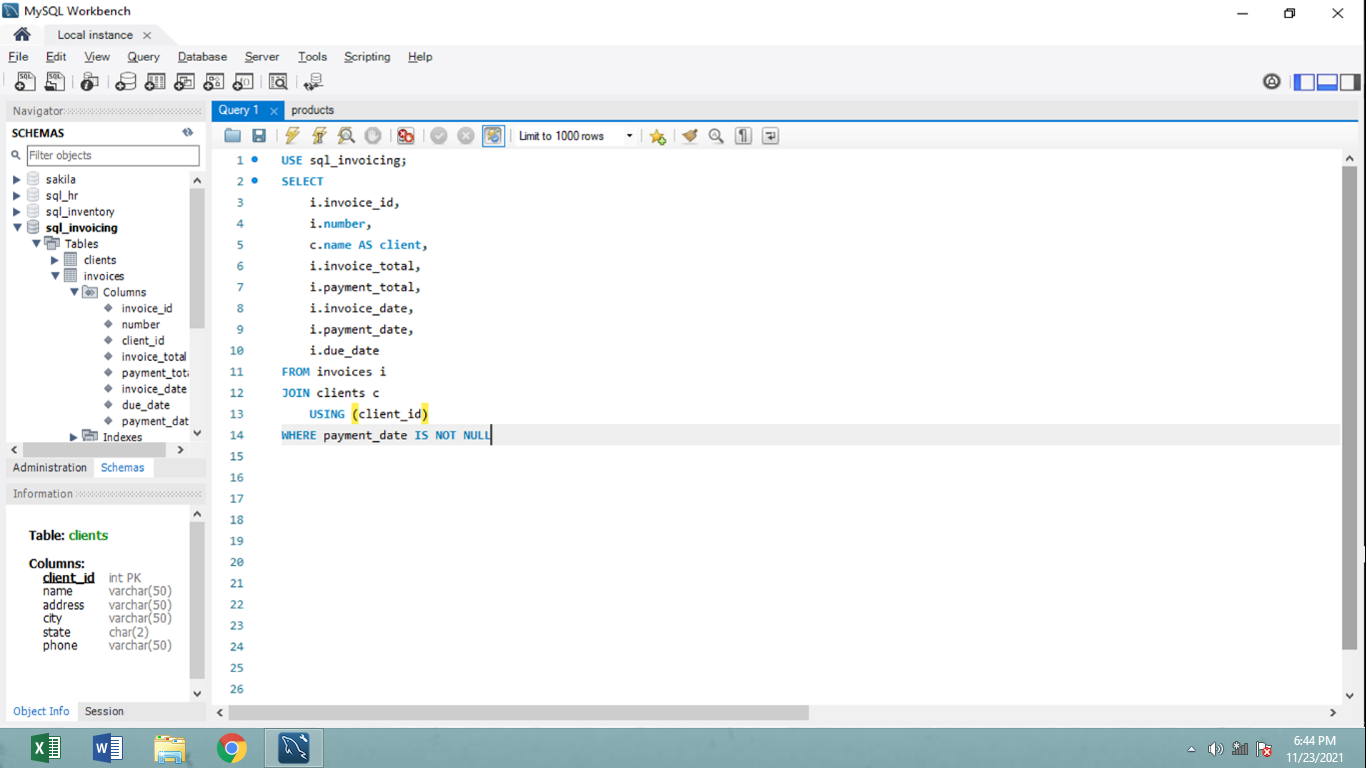 MySQL Workbench
Local instance
File Edit View Query Database Server Tools Scripting Help
Navigator
SCHEMAS
Filter objects
sakila
sql_hr
sql_inventory
sql_invoicing
Tables
clients
invoices
Columns
invoice_id
number
client_id
invoice_total
payment_tota
invoice_date
due_date
payment_dat
Indexes
Administration Schemas
Information
Table: clients
Columns:
client_id int PK
name varchar(50)
address varchar(50)
city varchar(50)
state char(2)
phone varchar(50)
Object Info Session
Query 1 products
Limit to 1000 rows
1 USE sql_invoicing;
2 SELECT
3 i.invoice_id,
4 i.number,
5 c.name AS client,
6 i.invoice_total,
7 i.payment_total,
8 i.invoice_date,
9 i.payment_date,
10 i.due_date
11 FROM invoices i
12 JOIN clients c
13 USING (client_id)
14 WHERE payment_date IS NOT NULL
15
16
17
18
19
20
21
22
23
24
25
26
6:44 PM
11/23/2021